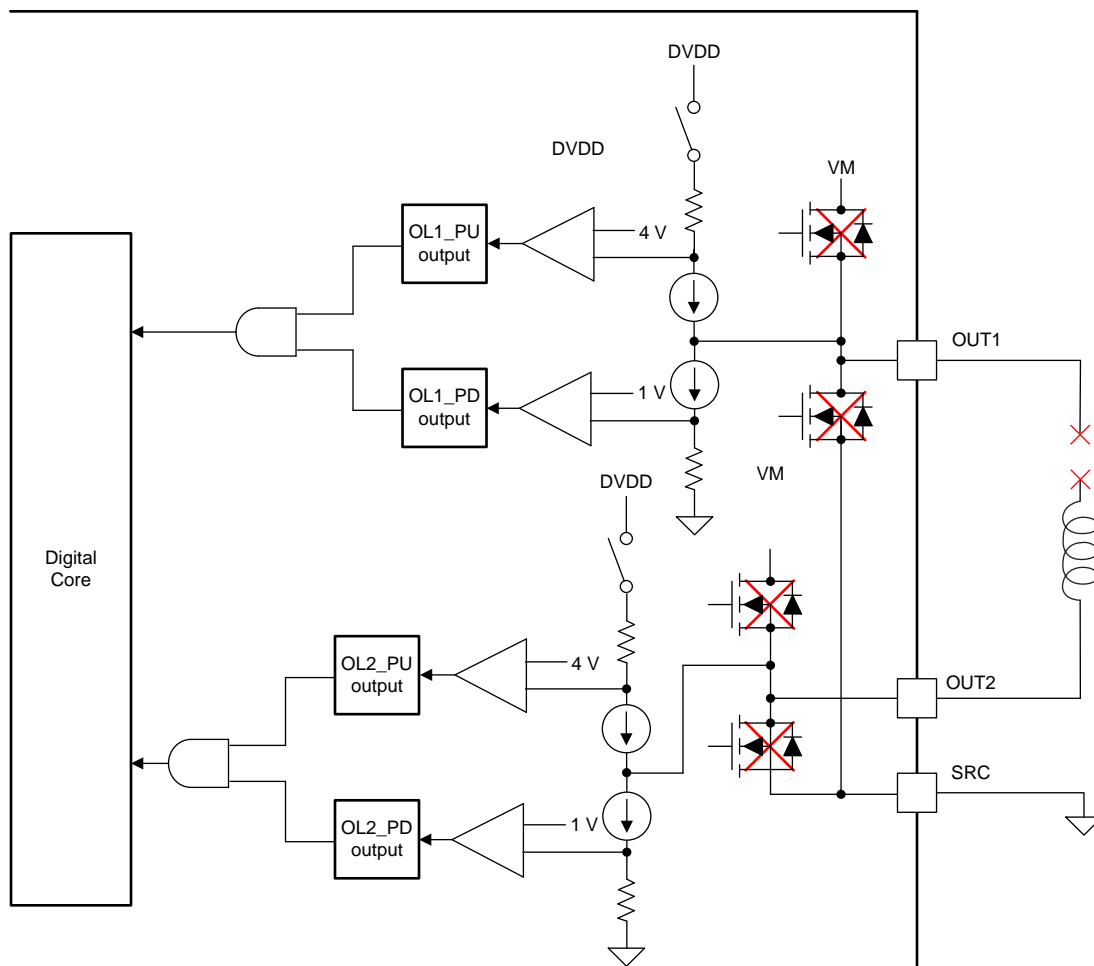 DVDD
DVDD
VM
OL1_PU
output
4 V
OUT1
OL1_PD
output
1 V
VM
DVDD
Digital
Core
OL2_PU
output
4 V
OUT2
SRC
OL2_PD
output
1 V